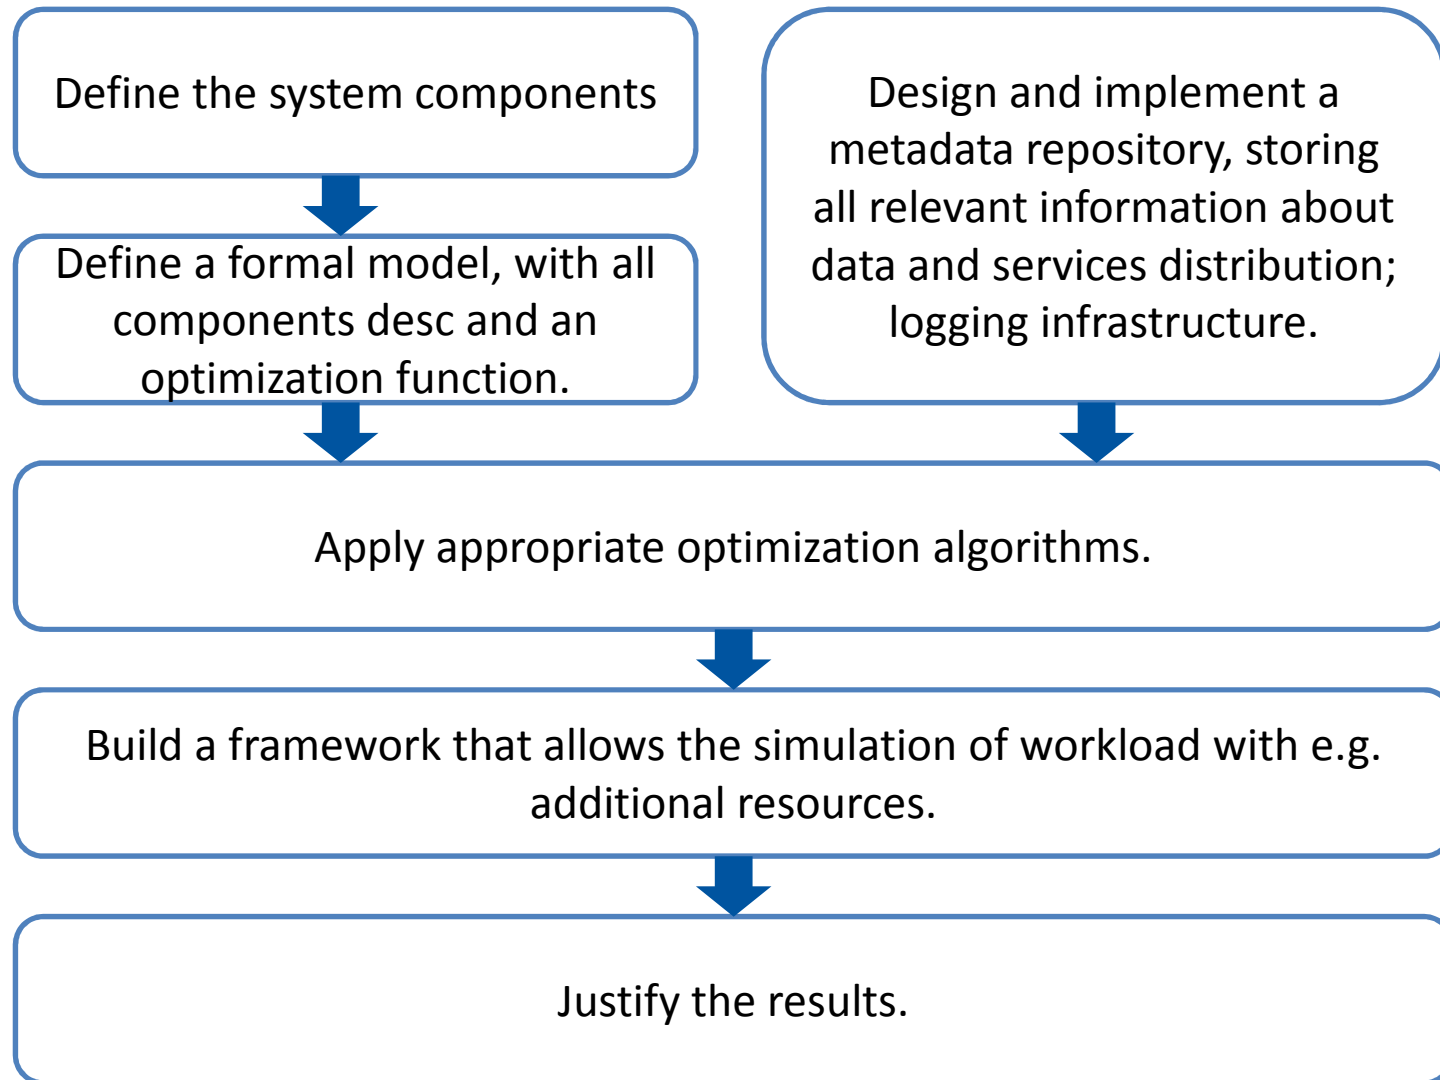 Define the system components
Define a formal model, with all
components desc and an
optimization function.
Design and implement a
metadata repository, storing
all relevant information about
data and services distribution;
logging infrastructure.
Apply appropriate optimization algorithms.
Build a framework that allows the simulation of workload with e.g.
additional resources.
Justify the results.